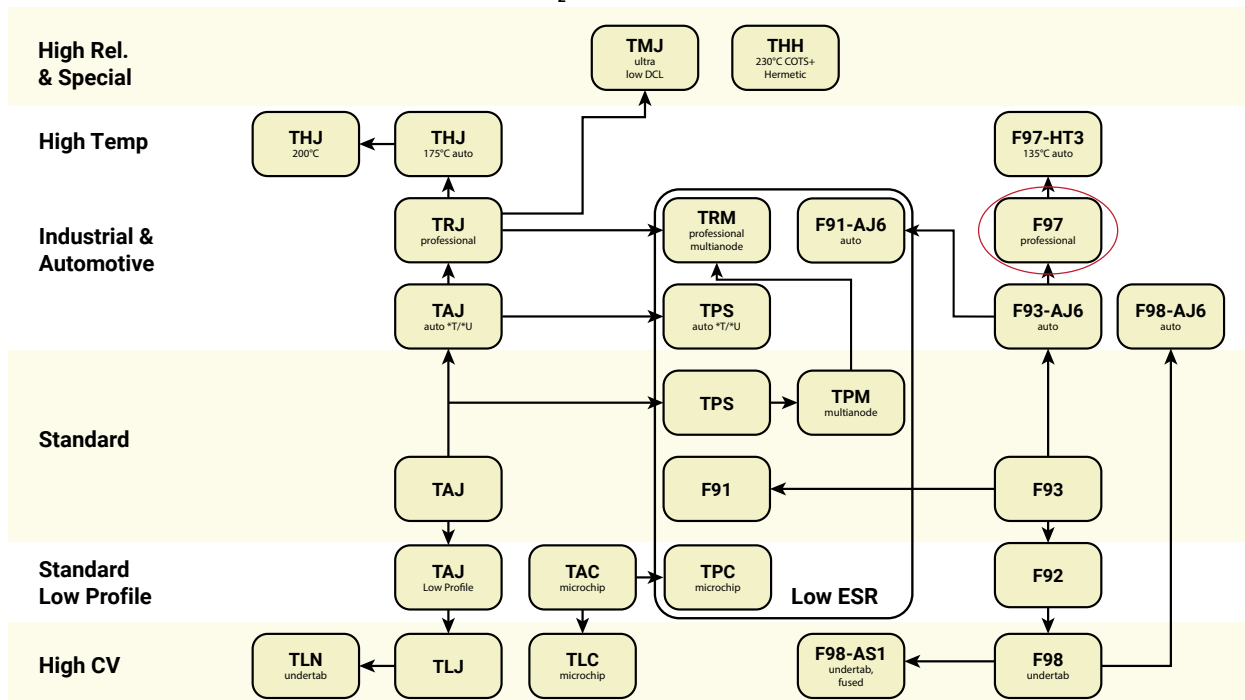 2
High Rel.
& Special
TMJ
ultra
low DCL
THH
230°C COTS+
Hermetic
High Temp
THJ
200°C
THJ
175°C auto
F97-HT3
135°C auto
Industrial &
Automotive
TRJ
professional
TRM
professional
multianode
F91-AJ6
auto
F97
professional
TAJ
auto *T/*U
TPS
auto *T/*U
F93-AJ6
auto
F98-AJ6
auto
Standard
TPS
TPM
multianode
TAJ
F91
F93
Standard
Low Profile
TAJ
Low Profile
TAC
microchip
TPC
microchip
Low ESR
F92
High CV
TLN
undertab
TLJ
TLC
microchip
F98-AS1
undertab,
fused
F98
undertab